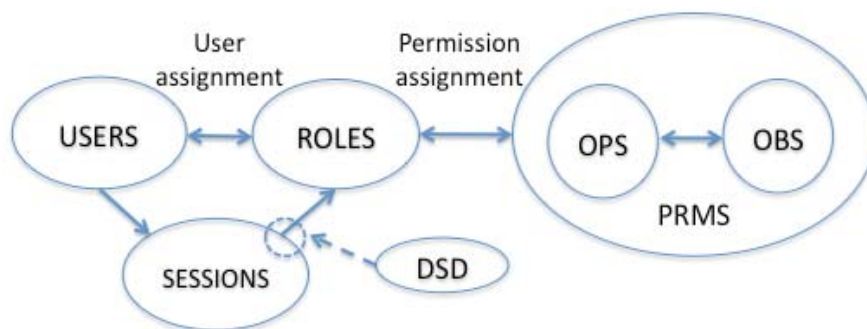 User
assignment
Permission
assignment
USERS
ROLES
OPS
OBS
PRMS
SESSIONS
DSD